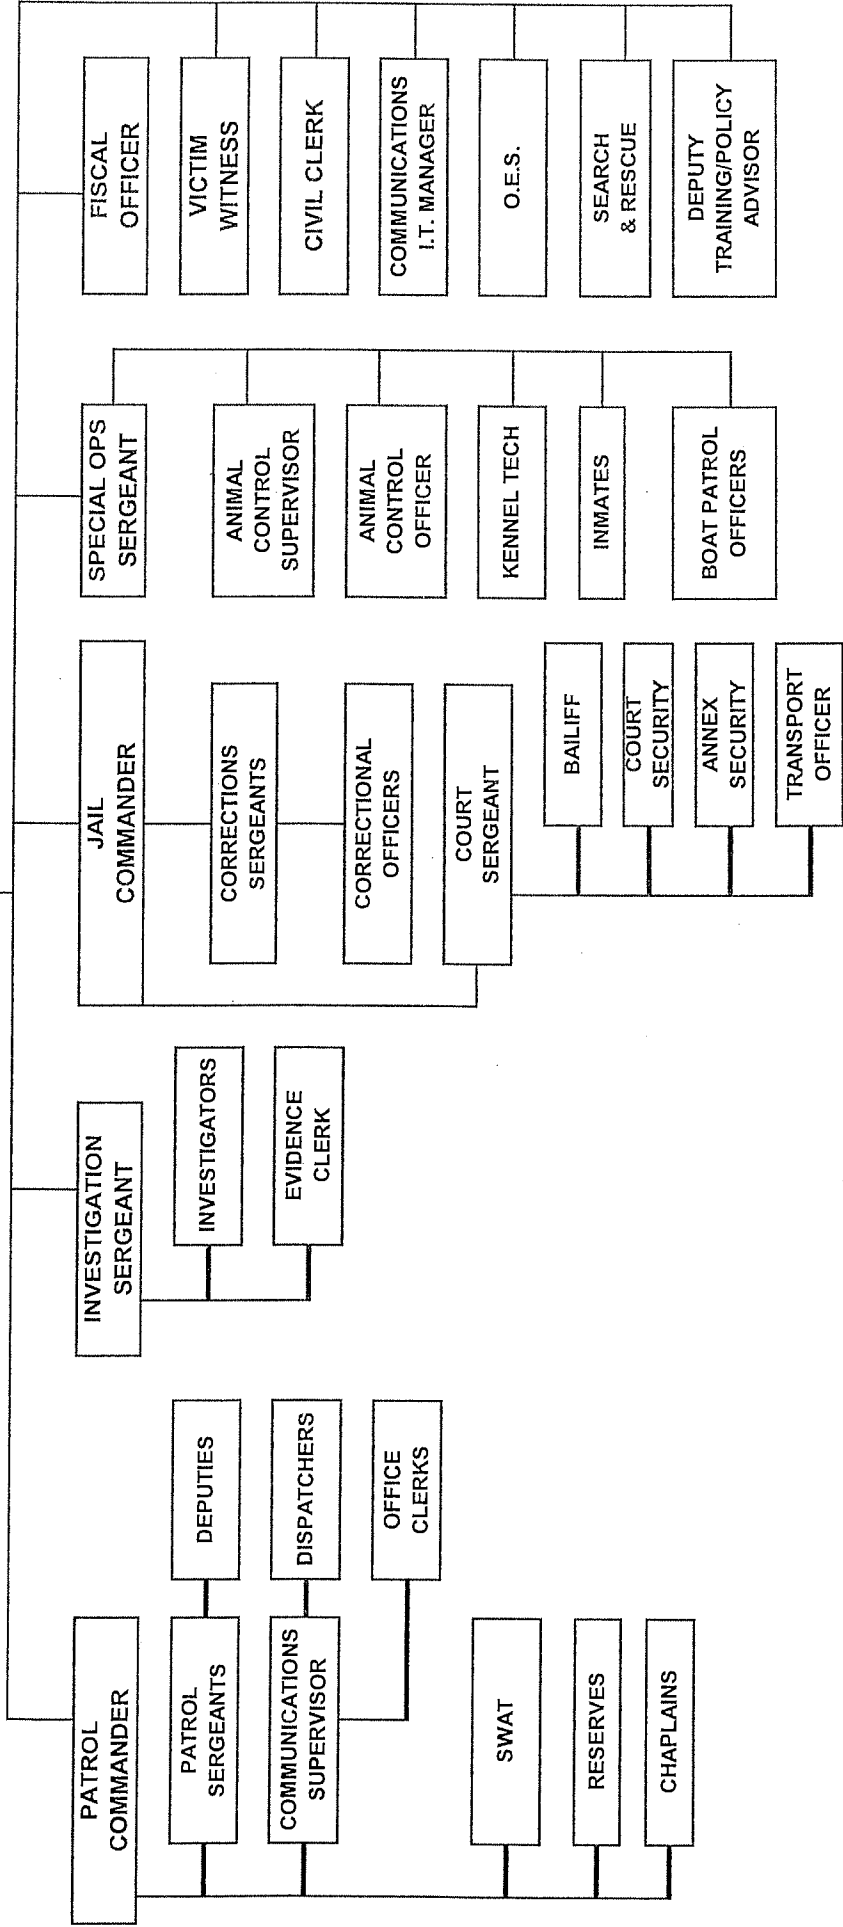 PATROL
COMMANDER
PATROL
SERGEANTS
DEPUTIES
COMMUNICATIONS
SUPERVISOR
DISPATCHERS
OFFICE
CLERKS
SWAT
RESERVES
CHAPLAINS
INVESTIGATION
SERGEANT
INVESTIGATORS
EVIDENCE
CLERK
JAIL
COMMANDER
CORRECTIONS
SERGEANTS
CORRECTIONAL
OFFICERS
COURT
SERGEANT
BAILIFF
COURT
SECURITY
ANNEX
SECURITY
TRANSPORT
OFFICER
SPECIAL OPS
SERGEANT
ANIMAL
CONTROL
SUPERVISOR
ANIMAL
CONTROL
OFFICER
KENNEL TECH
INMATES
BOAT PATROL
OFFICERS
FISCAL
OFFICER
VICTIM
WITNESS
CIVIL CLERK
COMMUNICATIONS
I.T. MANAGER
O.E.S.
SEARCH
& RESCUE
DEPUTY
TRAINING/POLICY
ADVISOR